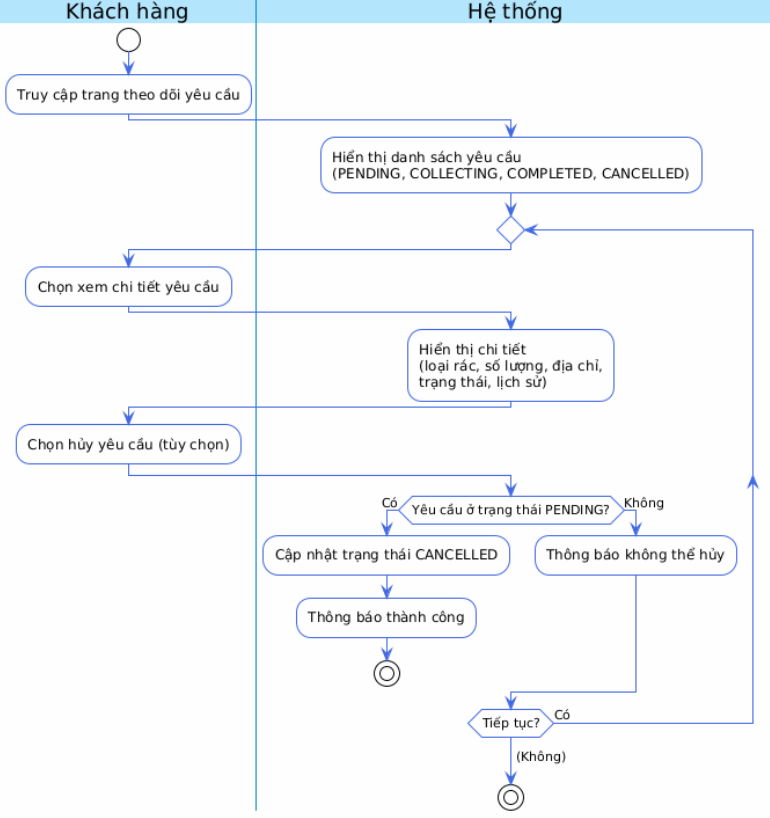 Khách hàng
Hệ thống
Truy cập trang theo dõi yêu cầu
Hiển thị danh sách yêu cầu
(PENDING, COLLECTING, COMPLETED, CANCELLED)
Chọn xem chi tiết yêu cầu
Hiển thị chi tiết
(loại rác, số lượng, địa chỉ,
trạng thái, lịch sử)
Chọn hủy yêu cầu (tùy chọn)
Có
Yêu cầu ở trạng thái PENDING?
Không
Cập nhật trạng thái CANCELLED
Thông báo không thể hủy
Thông báo thành công
Tiếp tục?
Có
(Không)